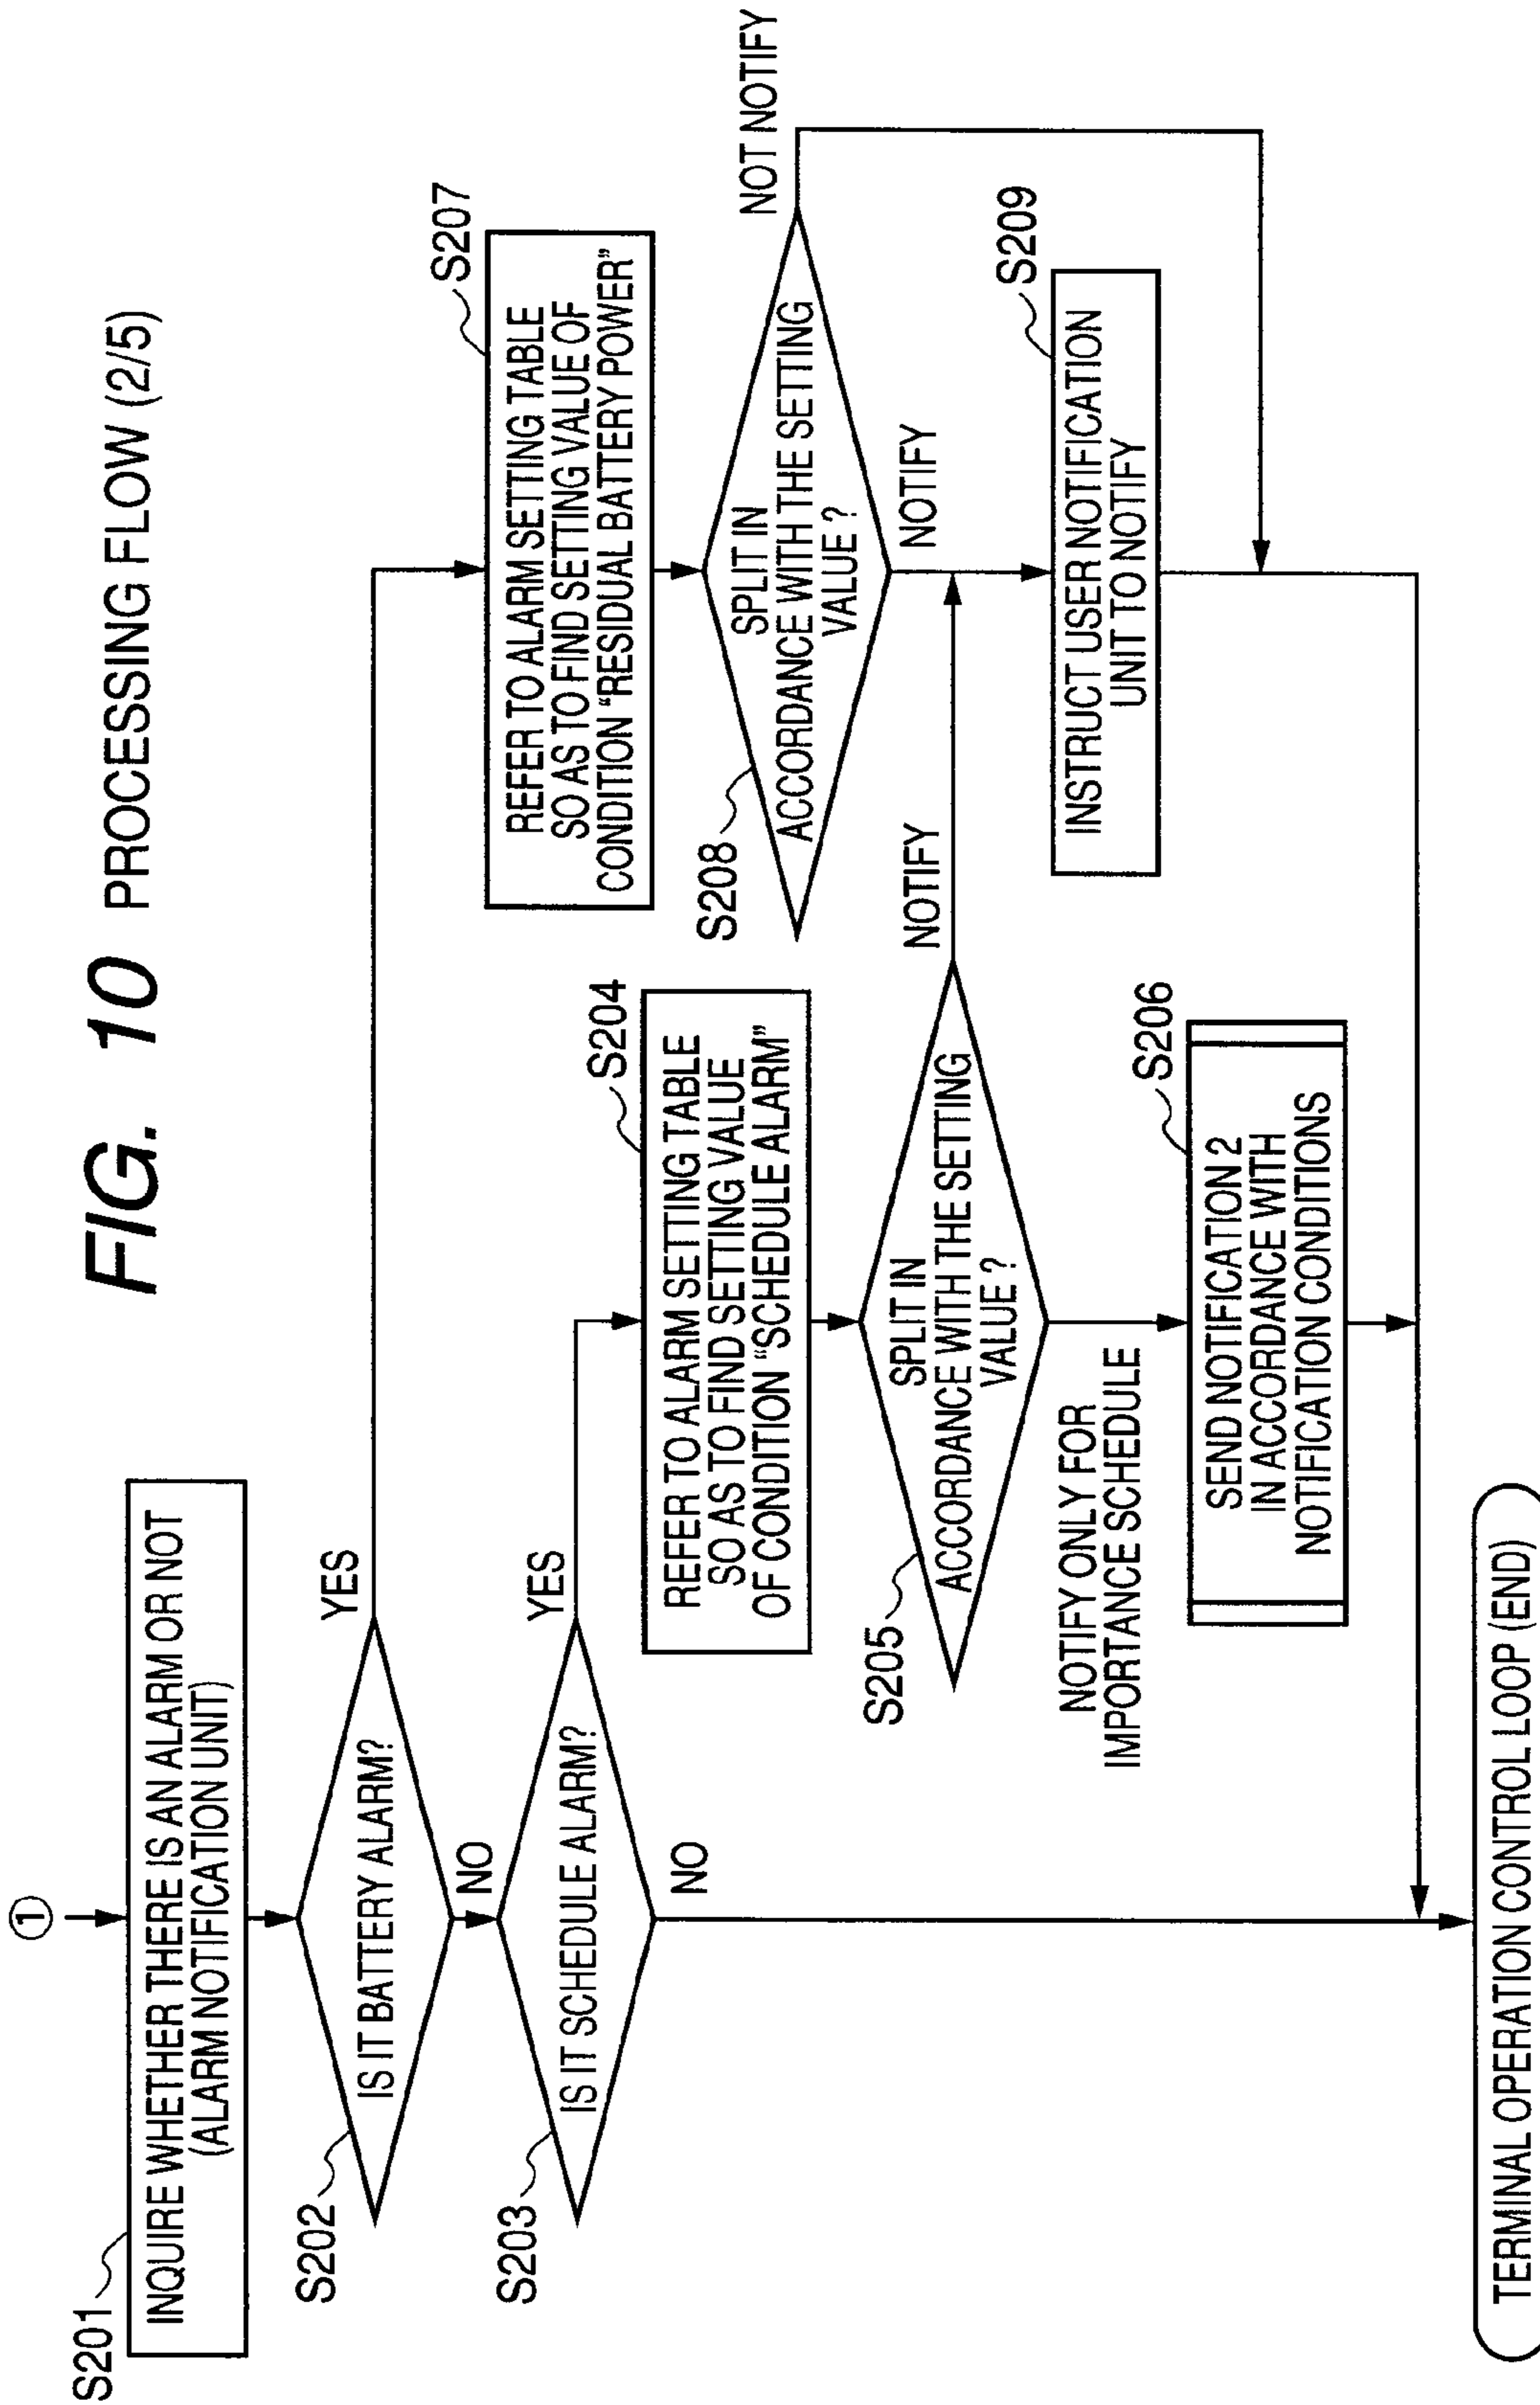 FIG. 10 PROCESSING FLOW (2/5)
①
S201
INQUIRE WHETHER THERE IS AN ALARM OR NOT
(ALARM NOTIFICATION UNIT)
S202
IS IT BATTERY ALARM?
YES
NO
S203
IS IT SCHEDULE ALARM?
YES
NO
S204
REFER TO ALARM SETTING TABLE
SO AS TO FIND SETTING VALUE
OF CONDITION "SCHEDULE ALARM"
S205
SPLIT IN
ACCORDANCE WITH THE SETTING
VALUE ?
NOTIFY
NOTIFY ONLY FOR
IMPORTANCE SCHEDULE
S206
SEND NOTIFICATION 2
IN ACCORDANCE WITH
NOTIFICATION CONDITIONS
S207
REFER TO ALARM SETTING TABLE
SO AS TO FIND SETTING VALUE OF
CONDITION "RESIDUAL BATTERY POWER"
S208
SPLIT IN
ACCORDANCE WITH THE SETTING
VALUE ?
NOT NOTIFY
NOTIFY
S209
INSTRUCT USER NOTIFICATION
UNIT TO NOTIFY
TERMINAL OPERATION CONTROL LOOP (END)